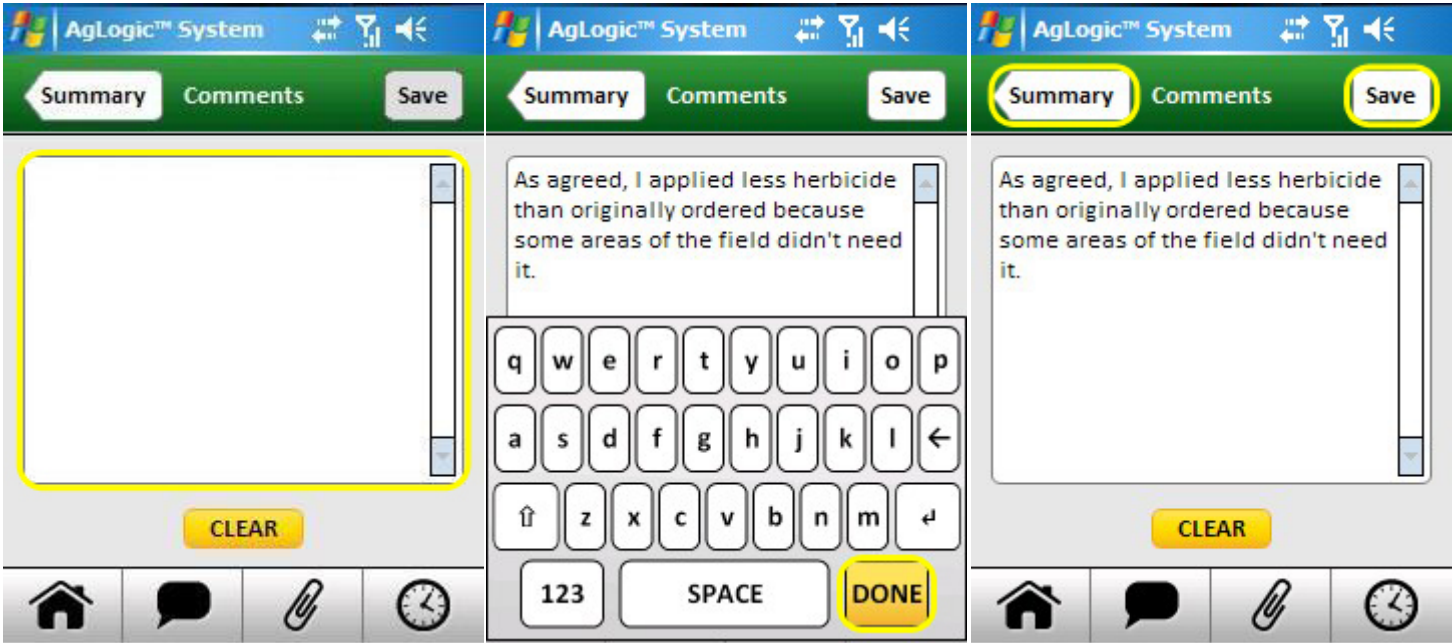 AgLogic™ System
Summary Comments Save
CLEAR
AgLogic™ System
Summary Comments Save
As agreed, I applied less herbicide
than originally ordered because
some areas of the field didn't need
it.
q w e r t y u i o p
a s d f g h j k l ←
⇧ z x c v b n m ↵
123 SPACE DONE
AgLogic™ System
Summary Comments Save
As agreed, I applied less herbicide
than originally ordered because
some areas of the field didn't need
it.
CLEAR